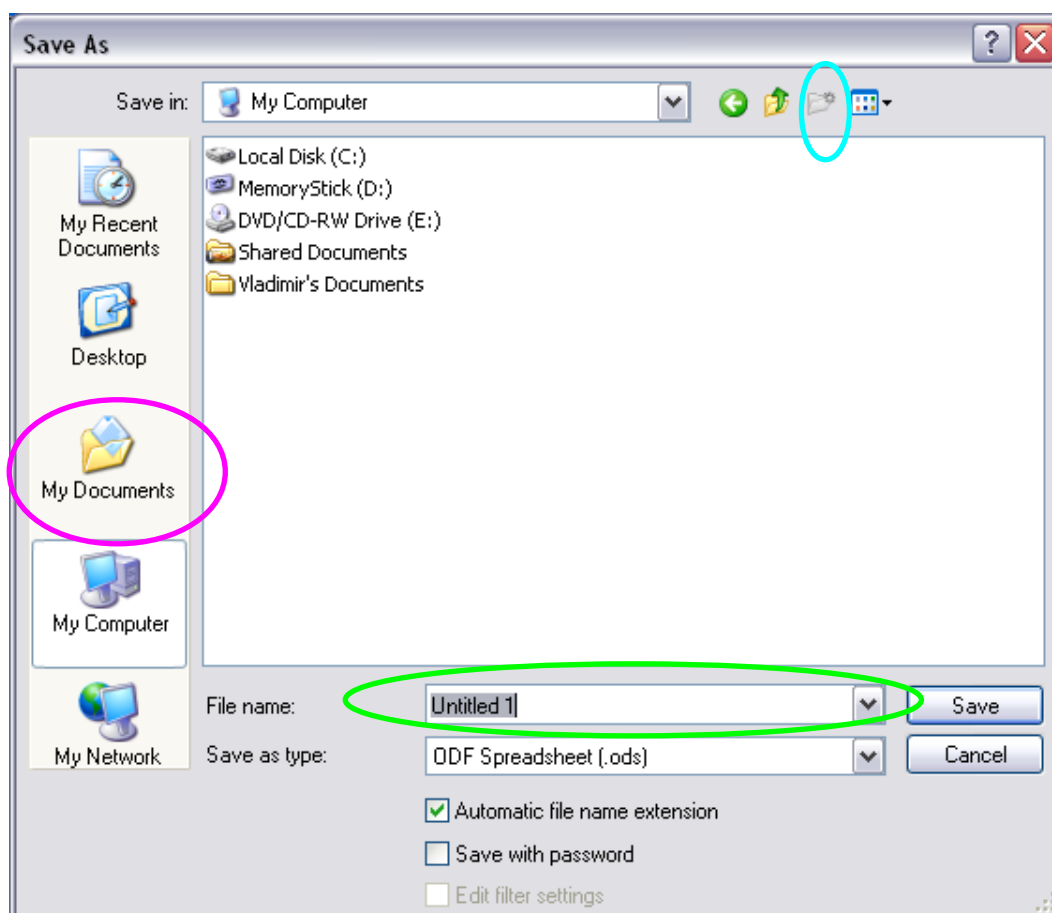 Save As
Save in: My Computer
Local Disk (C:)
MemoryStick (D:)
DVD/CD-RW Drive (E:)
Shared Documents
Vladimir's Documents
My Recent
Documents
Desktop
My Documents
My Computer
My Network
File name: Untitled 1 Save
Save as type: ODF Spreadsheet (.ods) Cancel
Automatic file name extension
Save with password
Edit filter settings